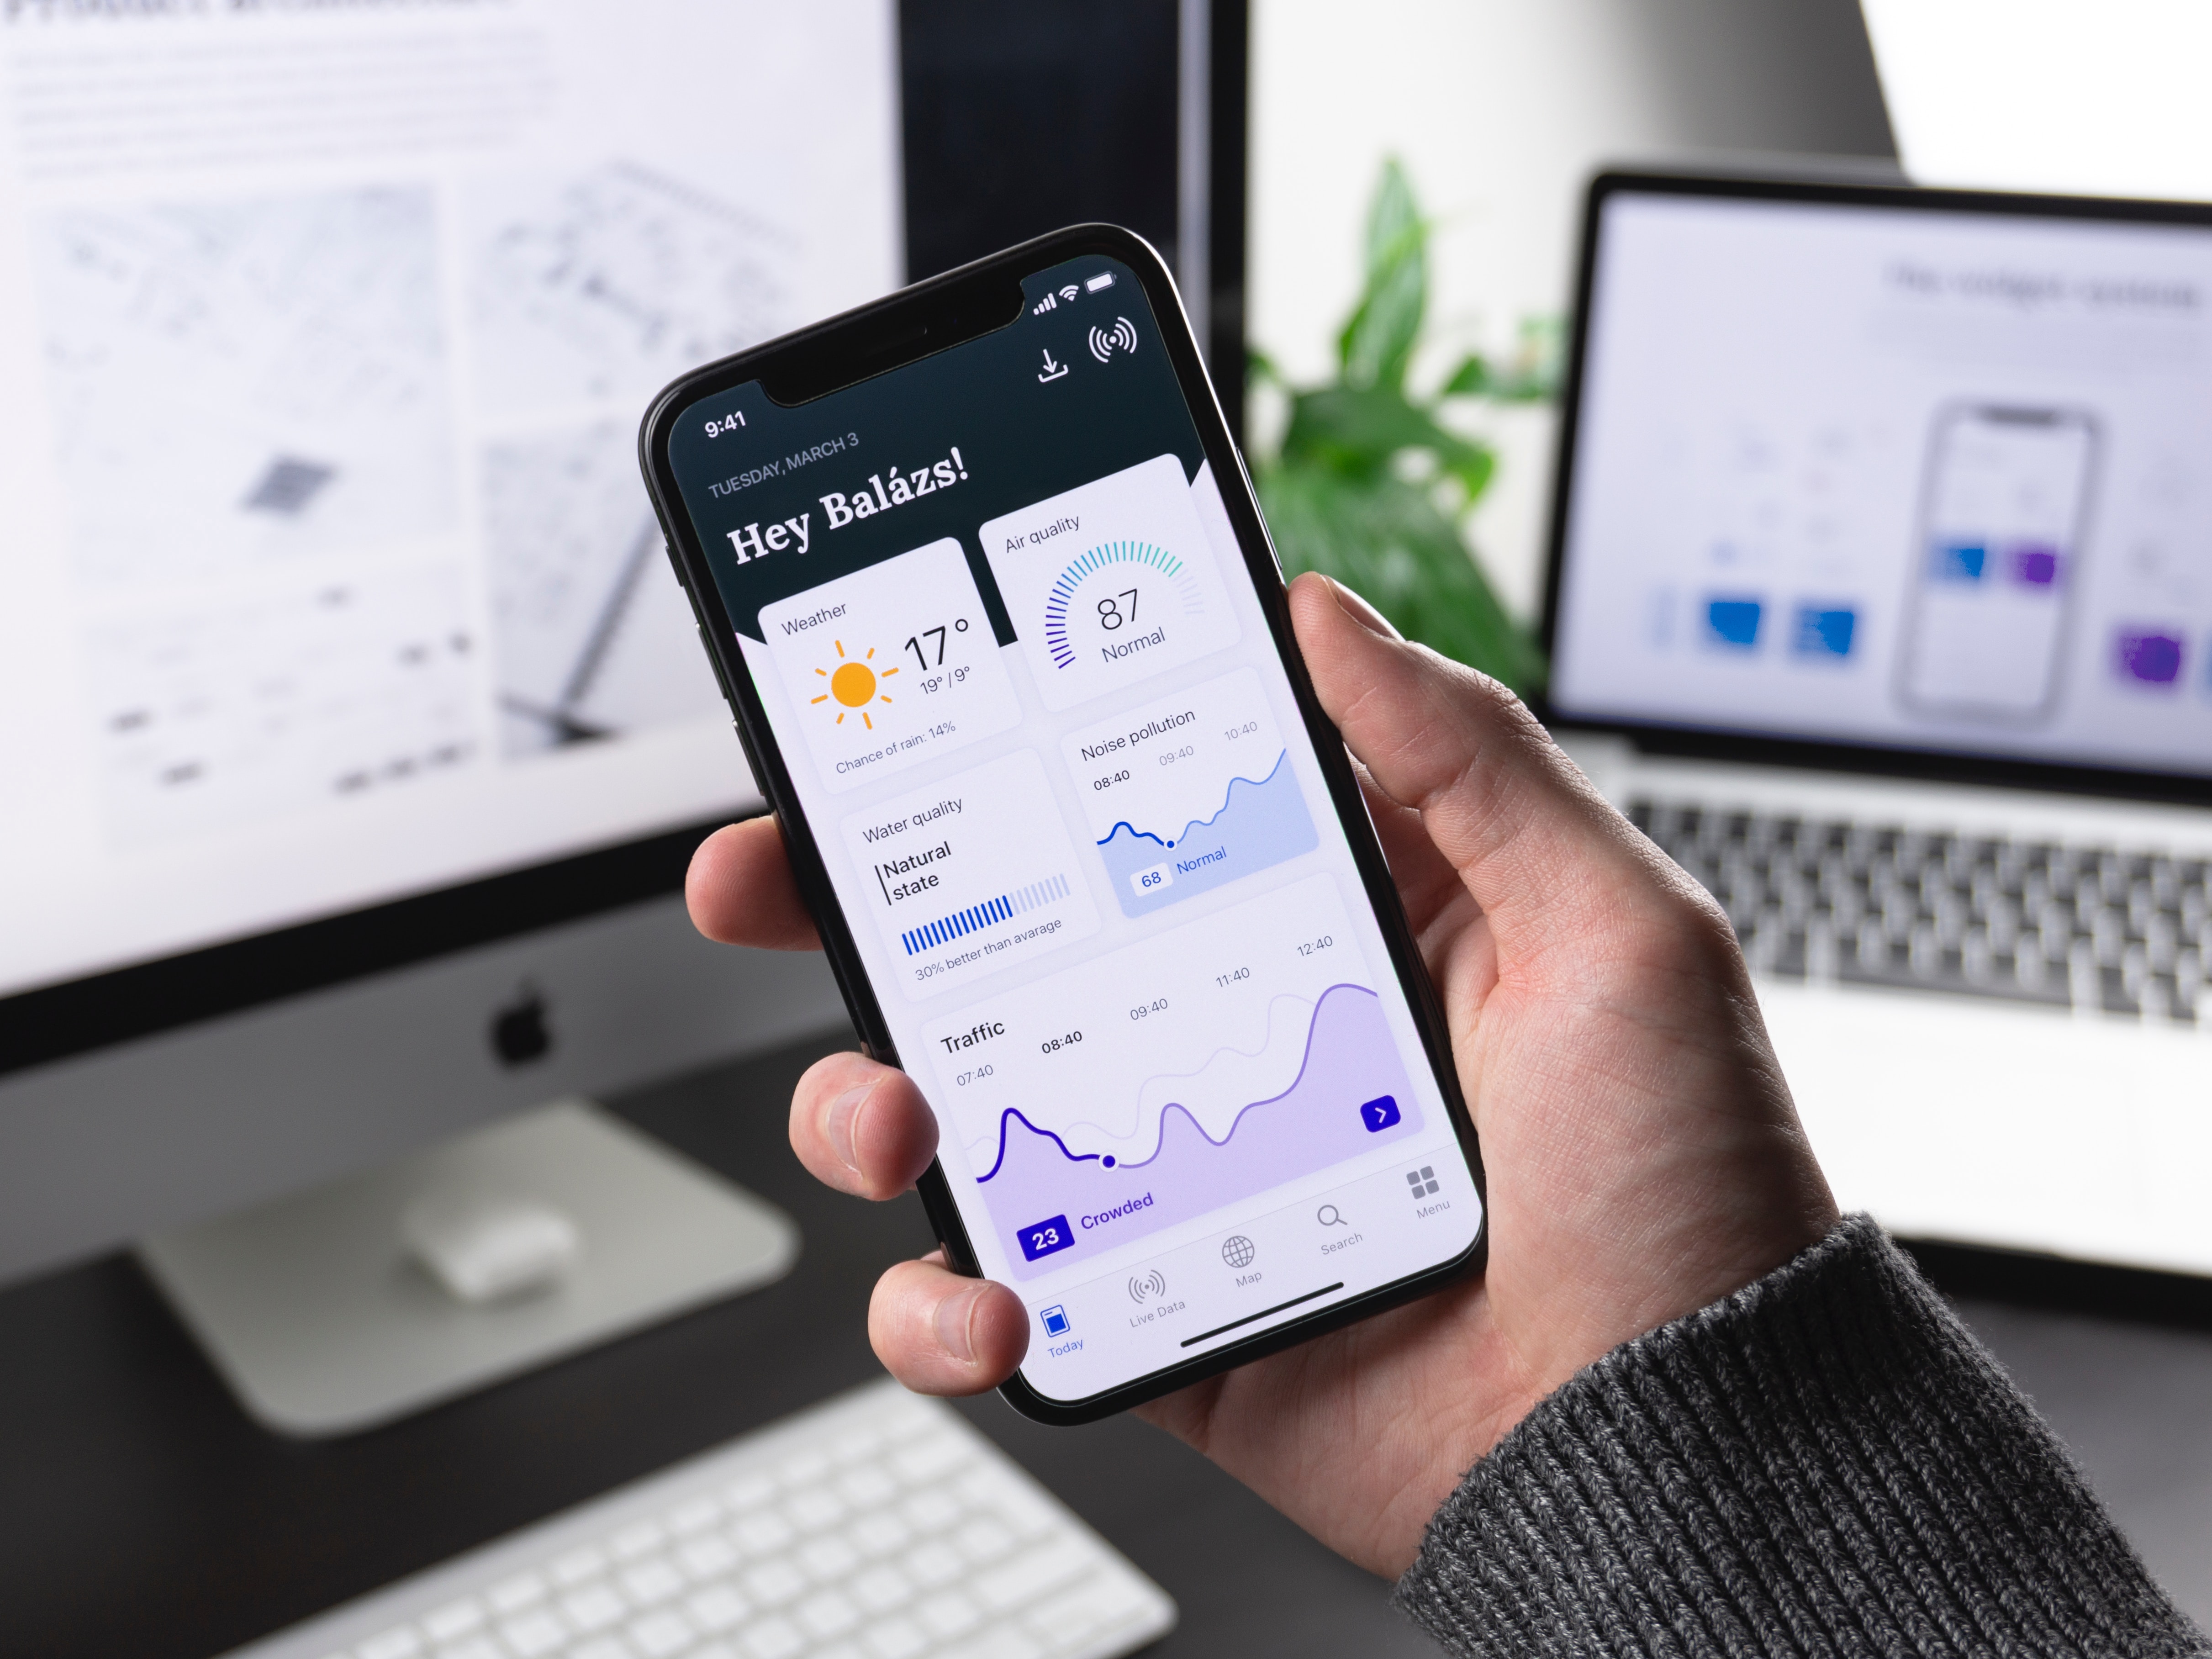 9:41
TUESDAY, MARCH 3
Hey Balázs!
Weather
17°
19° / 9°
Chance of rain: 14%
Air quality
87
Normal
Water quality
Natural
state
30% better than avarage
Noise pollution
08:40 09:40 10:40
68 Normal
Traffic
07:40 08:40 09:40 11:40 12:40
23 Crowded
Today
Live Data
Map
Search
Menu